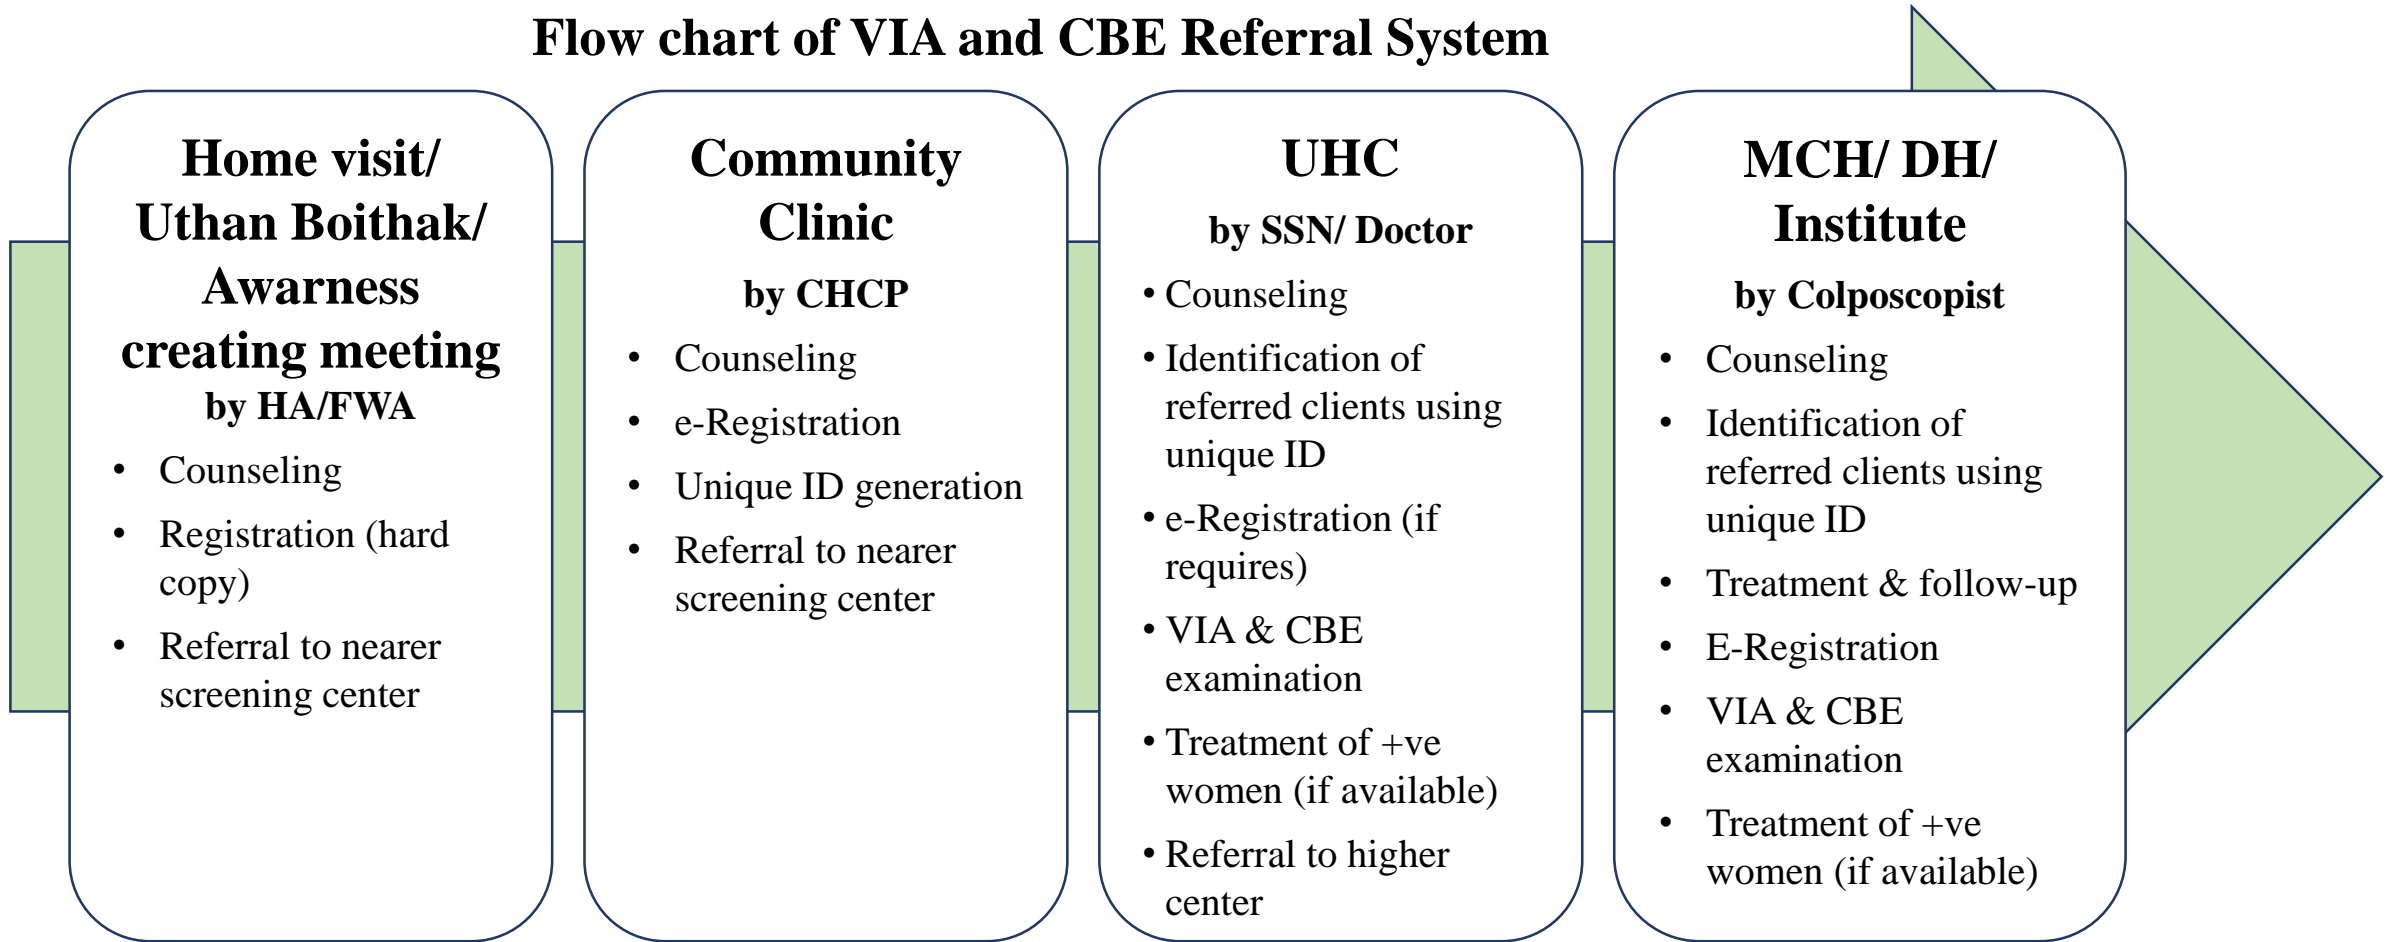 Flow chart of VIA and CBE Referral System
Home visit/
Uthan Boithak/
Awarness
creating meeting
by HA/FWA
• Counseling
• Registration (hard
copy)
• Referral to nearer
screening center
Community
Clinic
by CHCP
• Counseling
• e-Registration
• Unique ID generation
• Referral to nearer
screening center
UHC
by SSN/ Doctor
• Counseling
• Identification of
referred clients using
unique ID
• e-Registration (if
requires)
• VIA & CBE
examination
• Treatment of +ve
women (if available)
• Referral to higher
center
MCH/ DH/
Institute
by Colposcopist
• Counseling
• Identification of
referred clients using
unique ID
• Treatment & follow-up
• E-Registration
• VIA & CBE
examination
• Treatment of +ve
women (if available)